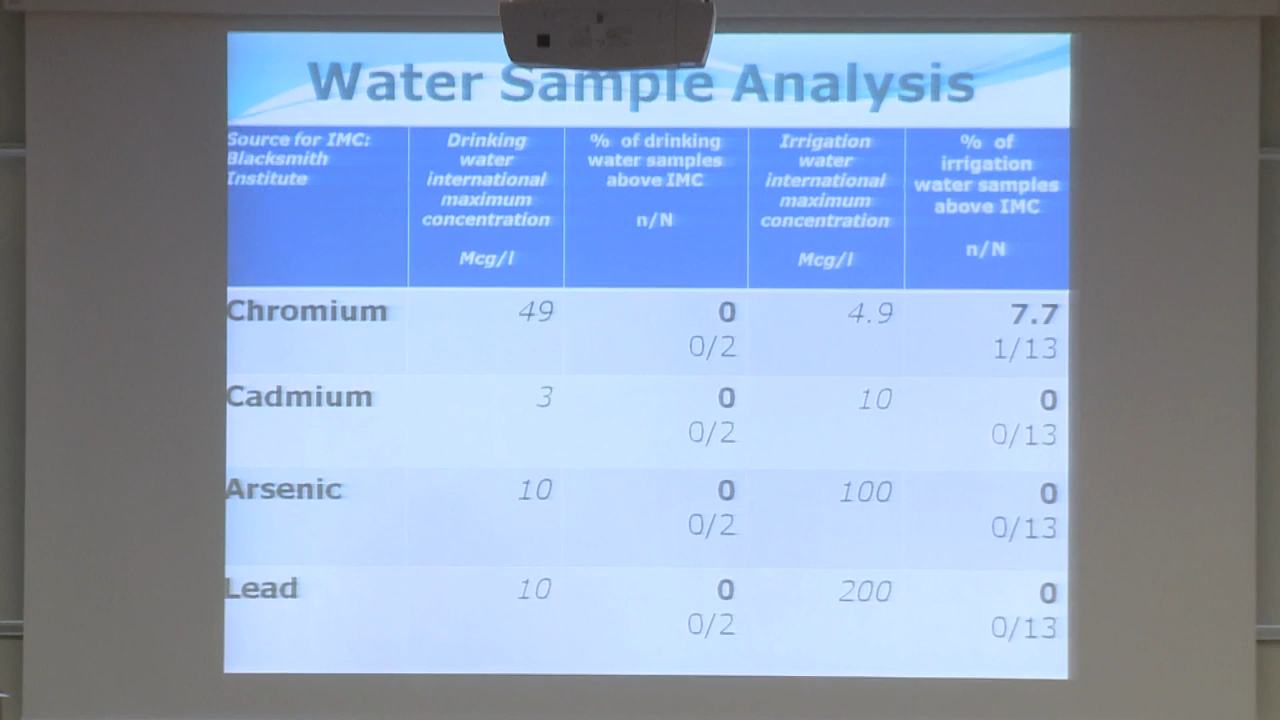 Water Sample Analysis
Source for IMC:
Blacksmith
Institute
Drinking
water
international
maximum
concentration
Mcg/l
% of drinking
water samples
above IMC
n/N
Irrigation
water
international
maximum
concentration
Mcg/l
% of
irrigation
water samples
above IMC
n/N
Chromium 49 0 4.9 7.7
0/2 1/13
Cadmium 3 0 10 0
0/2 0/13
Arsenic 10 0 100 0
0/2 0/13
Lead 10 0 200 0
0/2 0/13